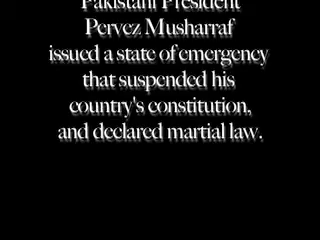 Pakistani President
Pervez Musharraf
issued a state of emergency
that suspended his
country's constitution,
and declared martial law.